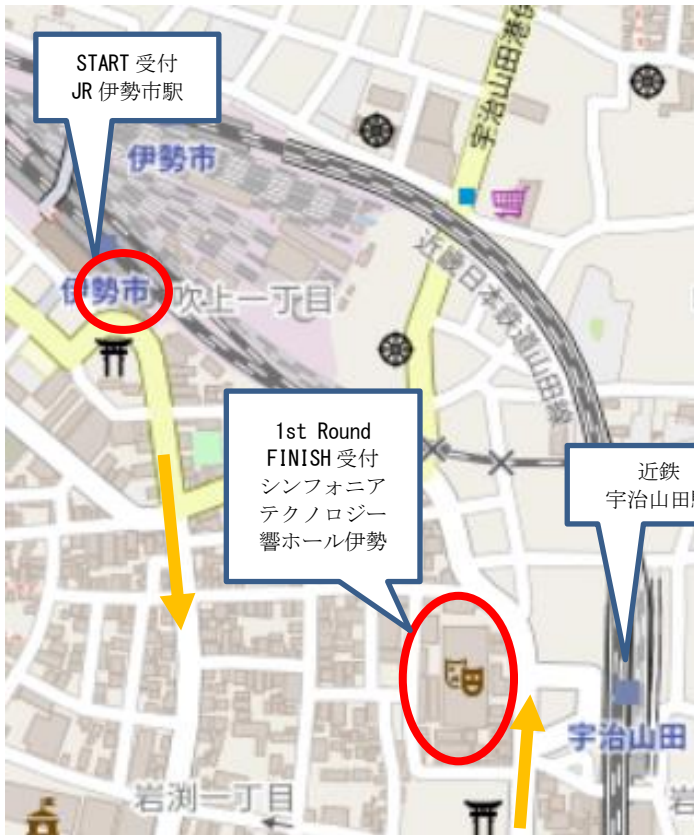 START 受付
JR 伊勢市駅
伊勢市
宇治山田港伊
伊勢市
吹上一丁目
近畿日本鉄道山田線
1st Round
FINISH 受付
シンフォニア
テクノロジー
響ホール伊勢
近鉄
宇治山田駅
宇治山田
岩渕一丁目
岩